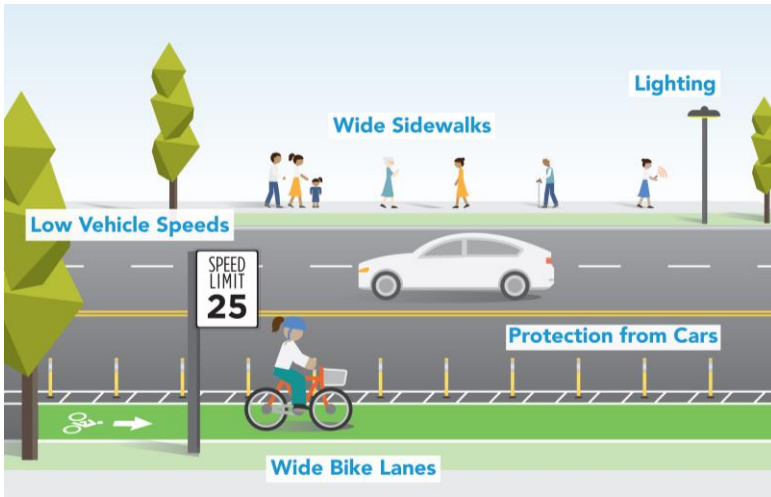 Lighting
Wide Sidewalks
Low Vehicle Speeds
SPEED
LIMIT
25
Protection from Cars
Wide Bike Lanes